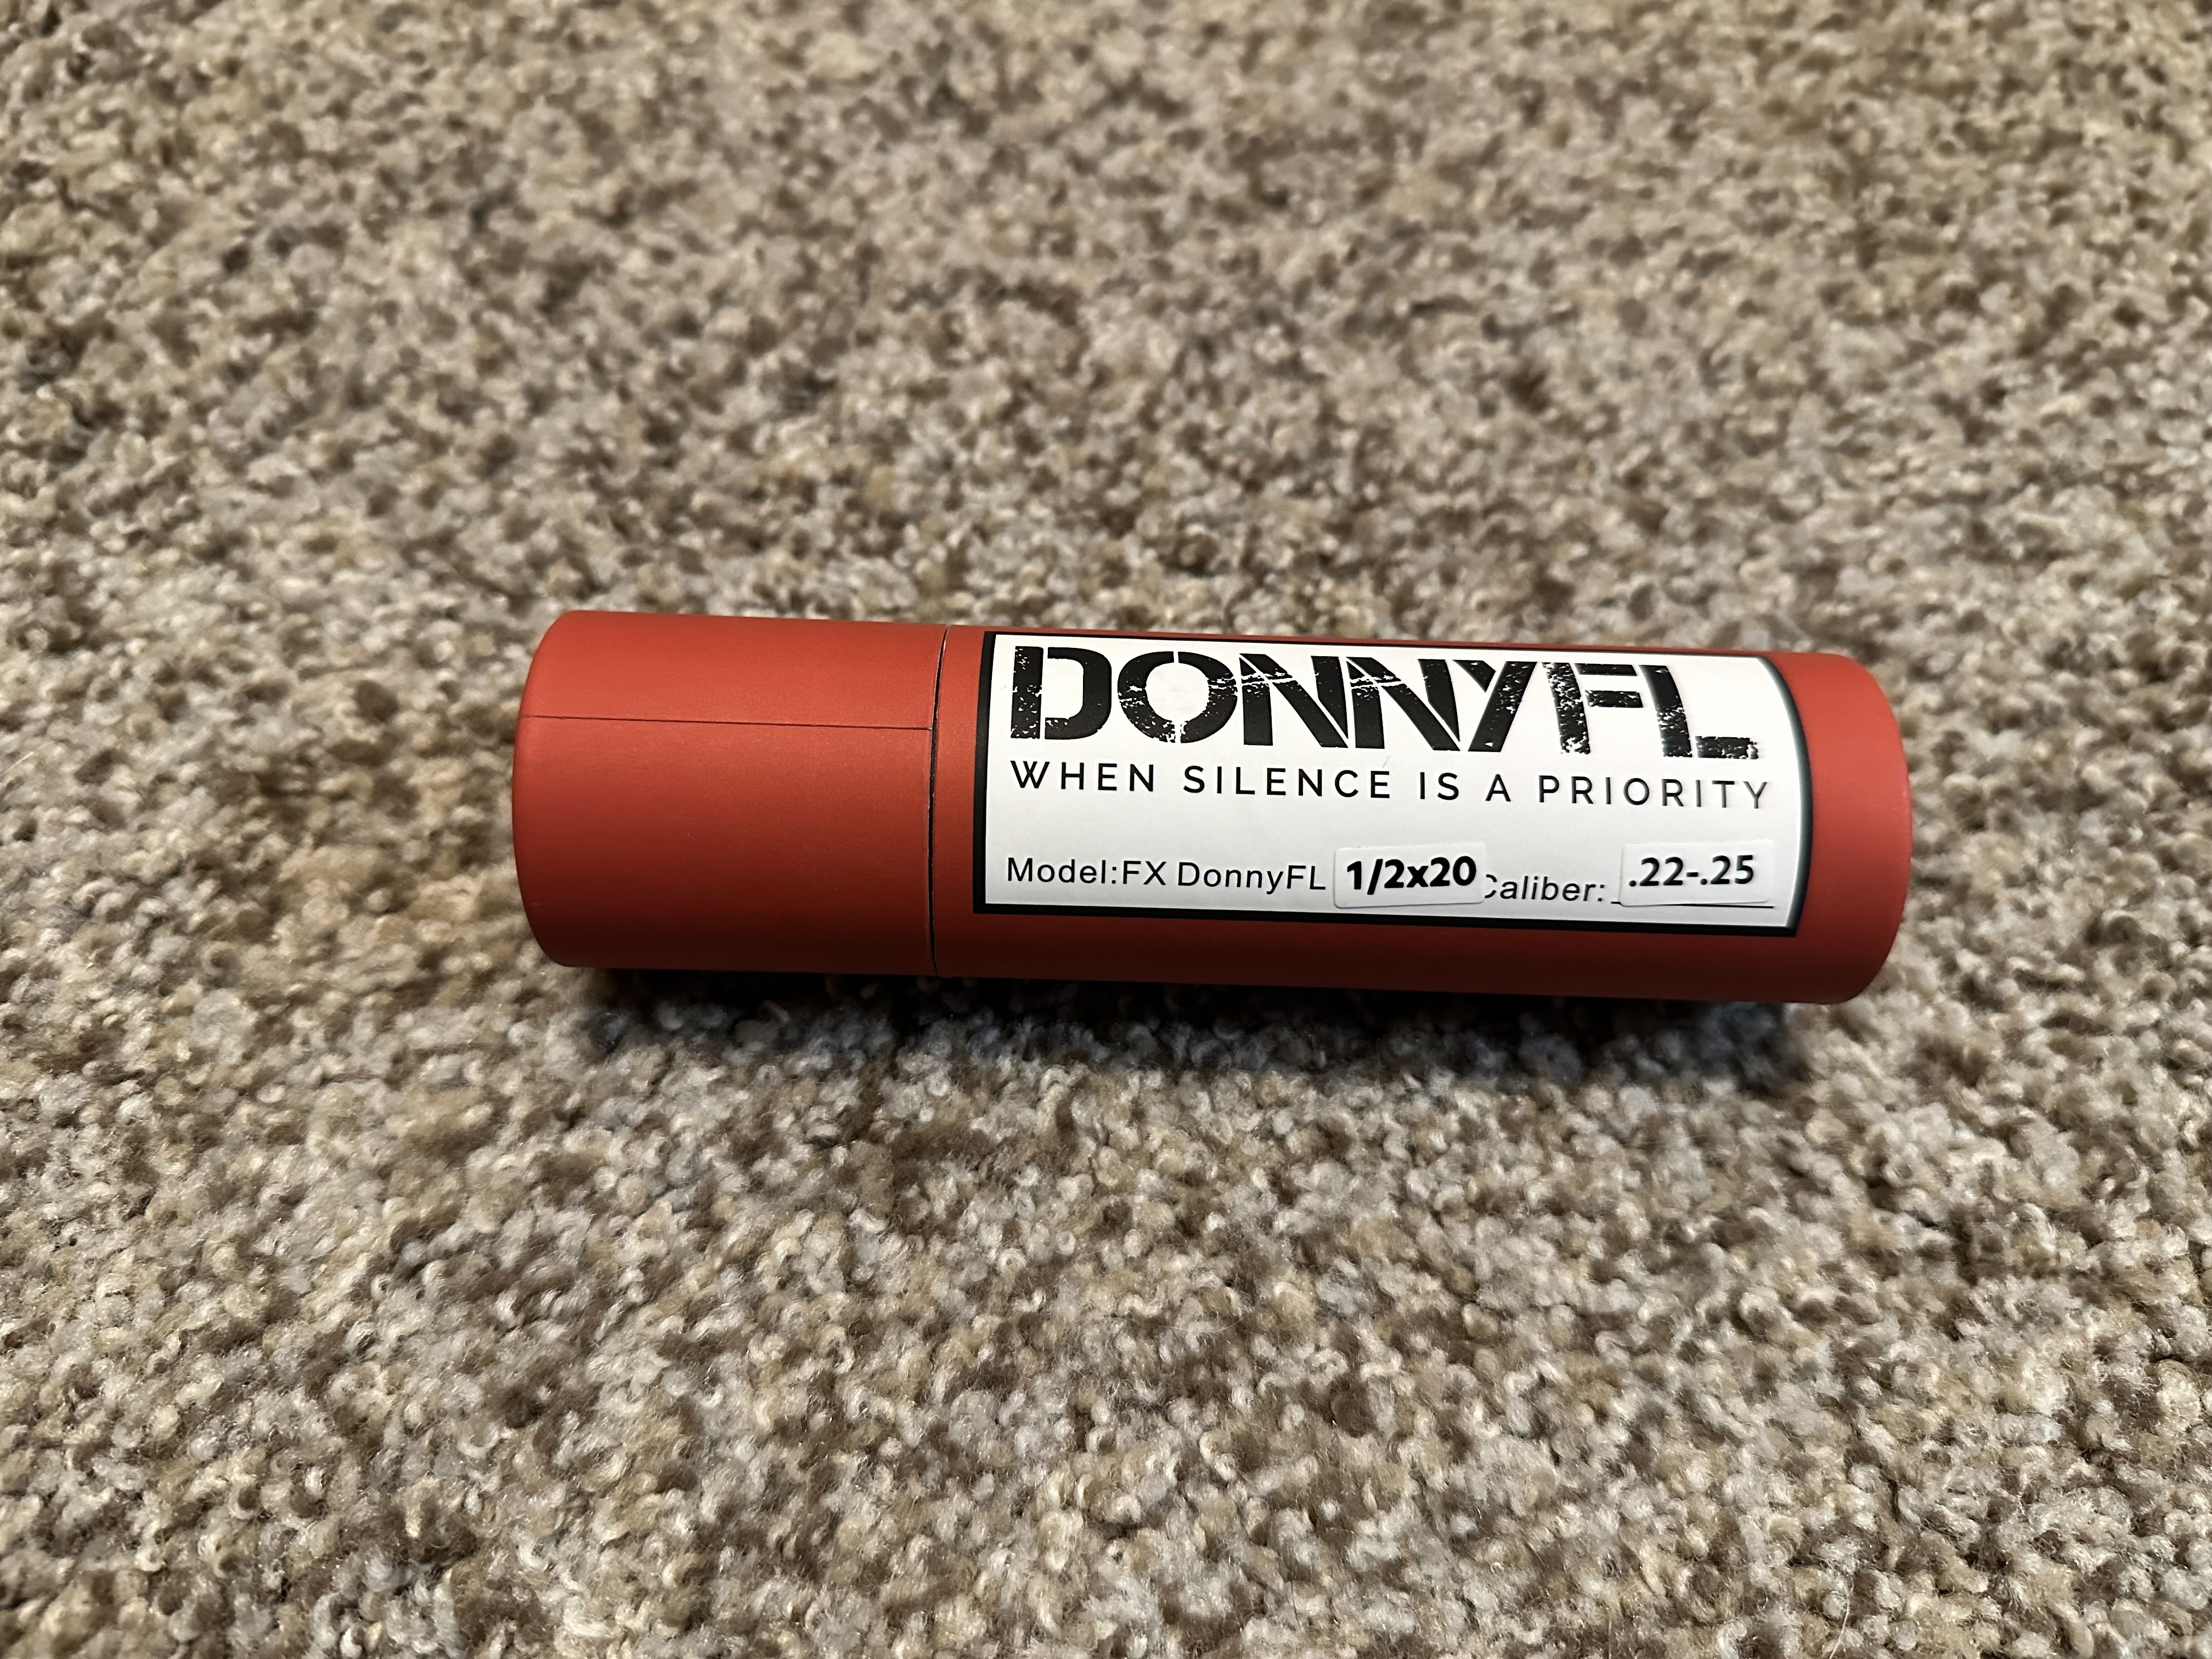 DONNYFL
WHEN SILENCE IS A PRIORITY
Model:FX DonnyFL 1/2x20 Caliber: .22-.25